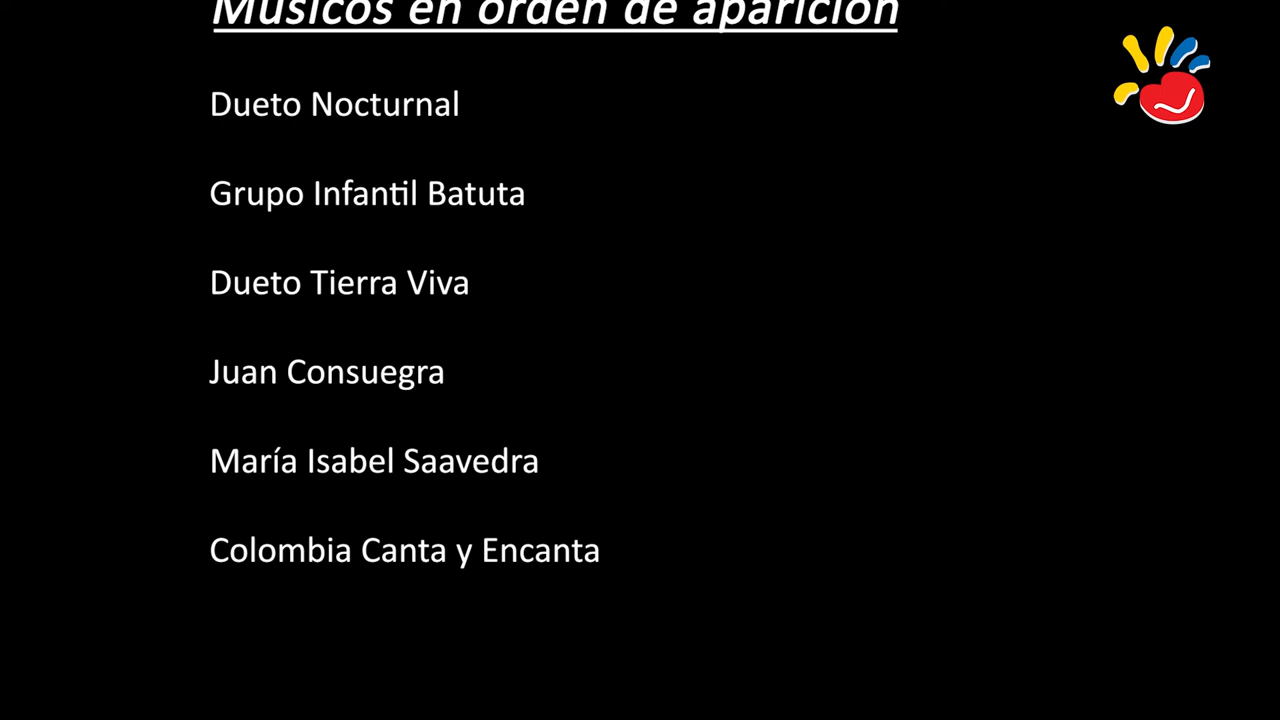 Músicos en orden de aparición
Dueto Nocturnal
Grupo Infantil Batuta
Dueto Tierra Viva
Juan Consuegra
María Isabel Saavedra
Colombia Canta y Encanta